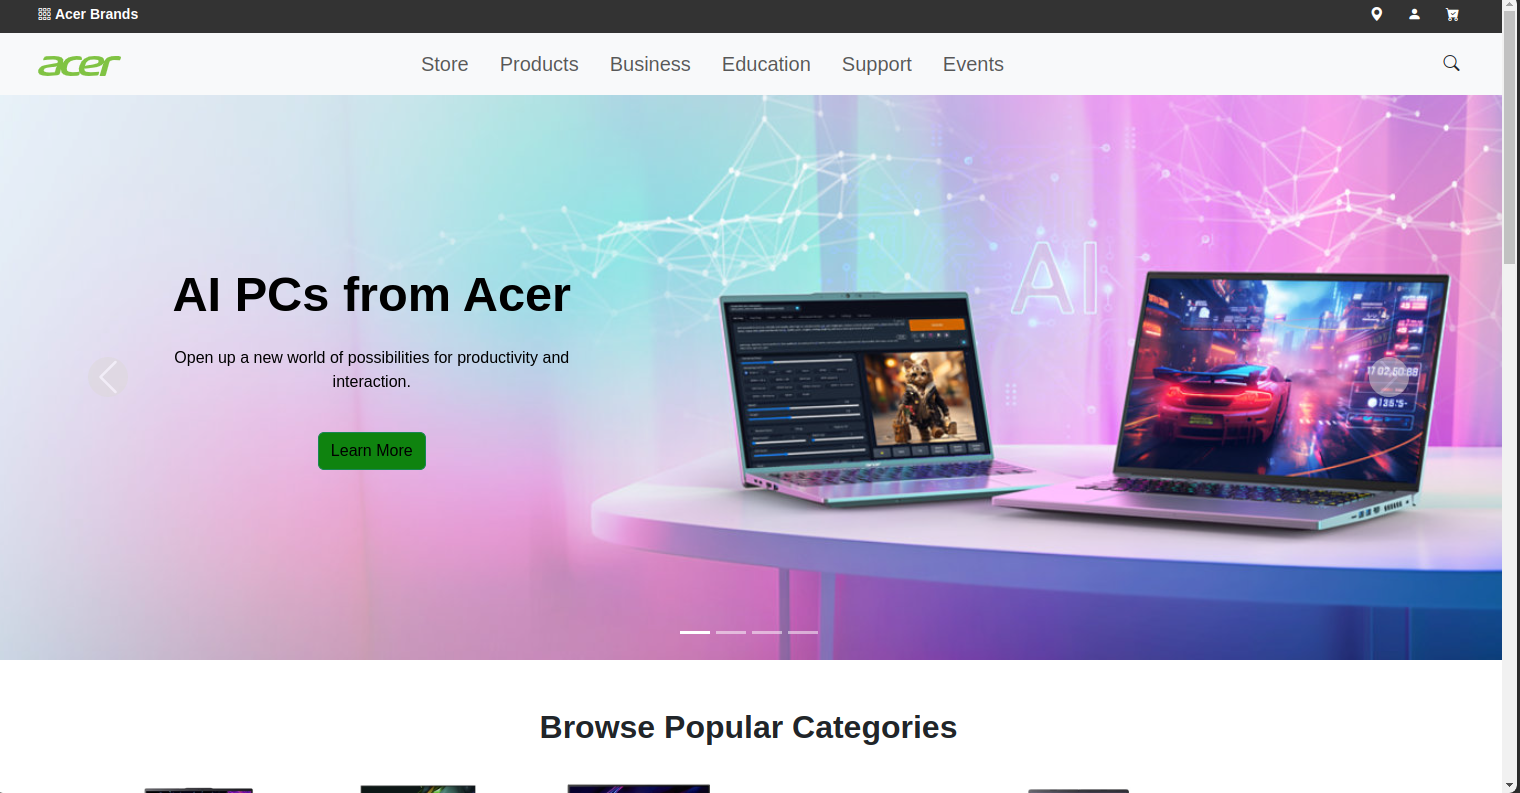 Acer Brands
acer
Store Products Business Education Support Events
AI
AI PCs from Acer
Open up a new world of possibilities for productivity and
interaction.
Learn More
Browse Popular Categories